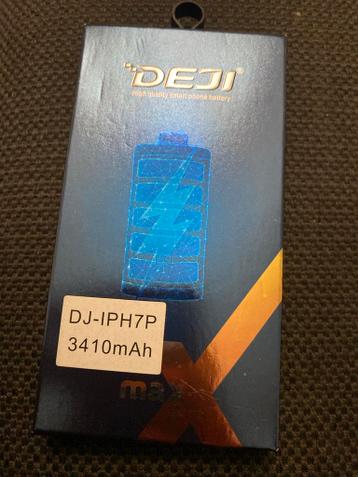 DEJI®
High quality smart phone battery
DJ-IPH7P
3410mAh
max
X